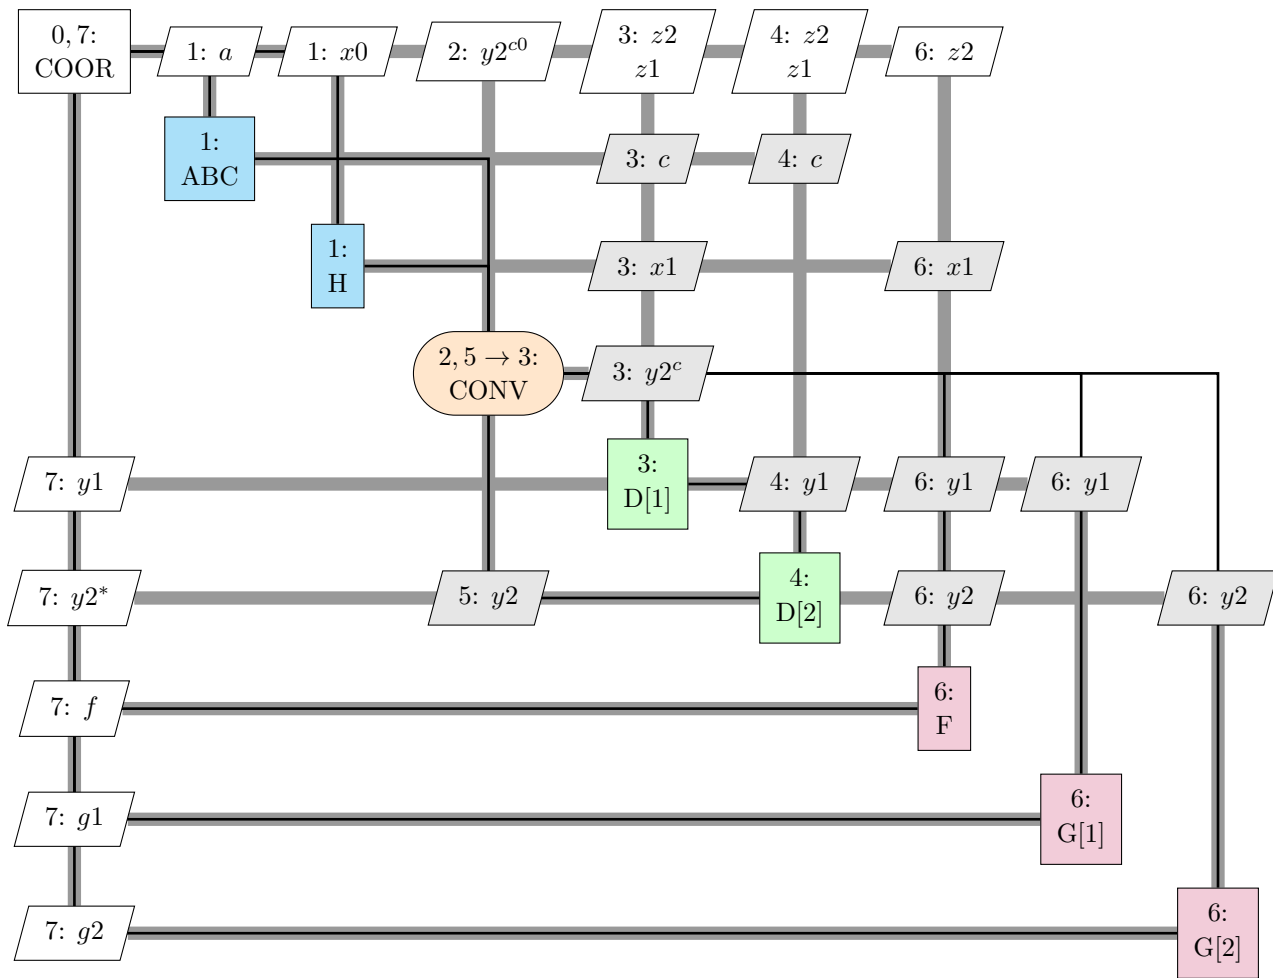 0, 7:
COOR
1: a
1: x0
2: y2^{c0}
3: z2
z1
4: z2
z1
6: z2
1:
ABC
3: c
4: c
1:
H
3: x1
6: x1
2, 5 → 3:
CONV
3: y2^c
7: y1
3:
D[1]
4: y1
6: y1
6: y1
7: y2*
5: y2
4:
D[2]
6: y2
6: y2
7: f
6:
F
7: g1
6:
G[1]
7: g2
6:
G[2]